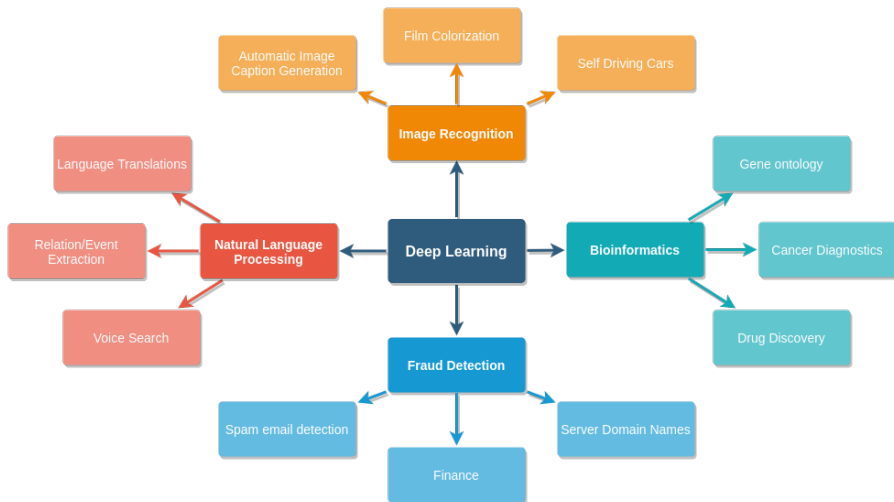 Film Colorization
Automatic Image
Caption Generation
Self Driving Cars
Image Recognition
Language Translations
Gene ontology
Relation/Event
Extraction
Natural Language
Processing
Deep Learning
Bioinformatics
Cancer Diagnostics
Voice Search
Drug Discovery
Fraud Detection
Spam email detection
Server Domain Names
Finance